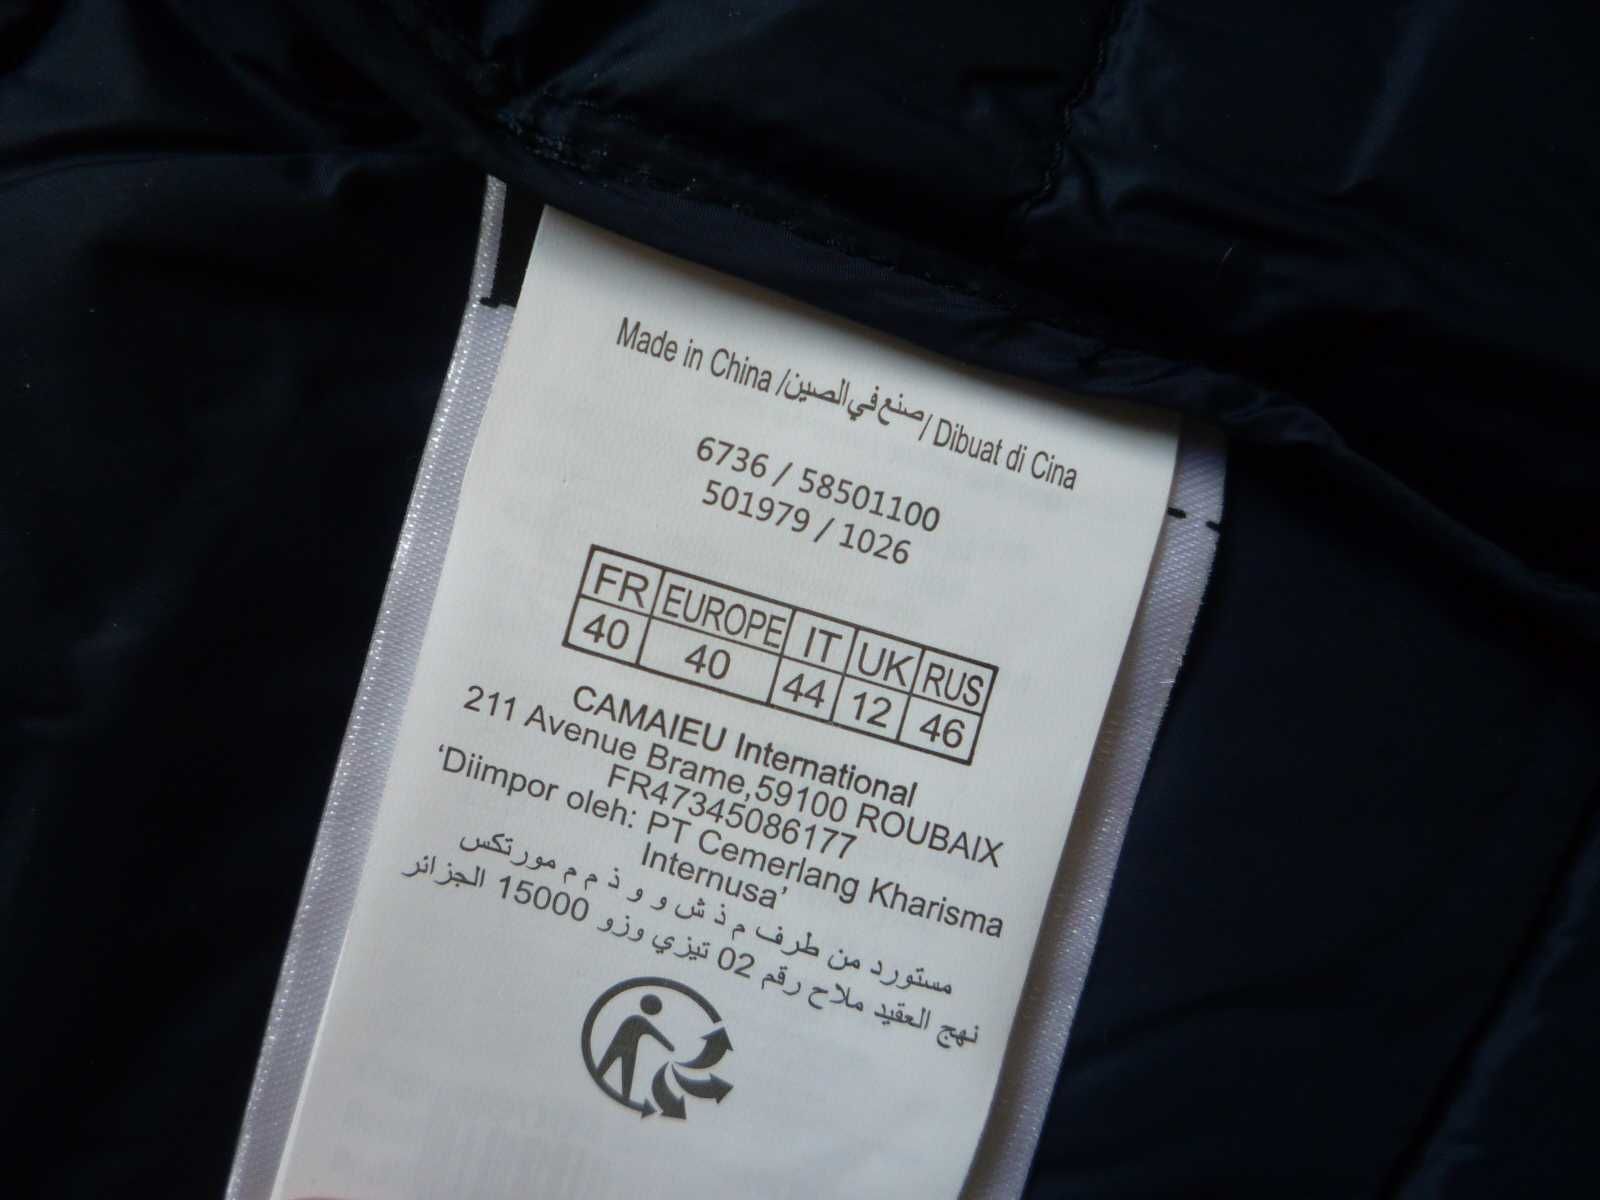 Made in China /صنع في الصين/ Dibuat di Cina
6736 / 58501100
501979 / 1026
FR EUROPE IT UK RUS
40 40 44 12 46
CAMAIEU International
211 Avenue Brame,59100 ROUBAIX
FR47345086177
‘Diimpor oleh: PT Cemerlang Kharisma
Internusa’
مستورد من طرف م ذ ش و و ذ م م مورتكس
نهج العقيد ملاح رقم 02 تيزي وزو 15000 الجزائر